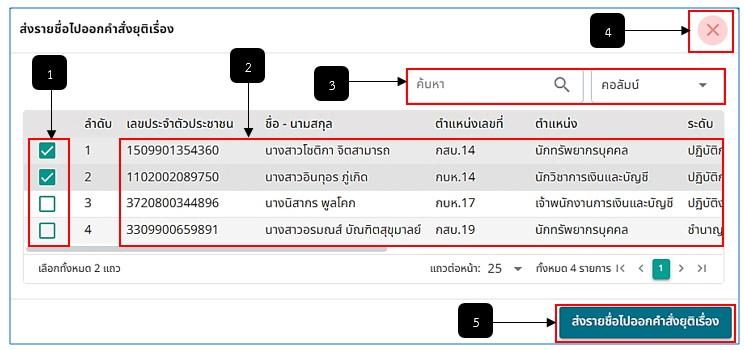 ส่งรายชื่อไปออกคำสั่งยุติเรื่อง
4
1
2
3
ค้นหา
คอลัมน์
ลำดับ เลขประจำตัวประชาชน ชื่อ - นามสกุล ตำแหน่งเลขที่ ตำแหน่ง ระดับ
1 1509901354360 นางสาวโชติกา จิตสามารถ กสบ.14 นักทรัพยากรบุคคล ปฏิบัติก
2 1102002089750 นางสาวอินทุอร ภู่เกิด กบห.14 นักวิชาการเงินและบัญชี ปฏิบัติก
3 3720800344896 นางนิสากร พูลโคก กบห.17 เจ้าพนักงานการเงินและบัญชี ปฏิบัติง
4 3309900659891 นางสาวอรมณส์ บัณฑิตสุขุมาลย์ กสบ.19 นักทรัพยากรบุคคล ชำนาญ
เลือกทั้งหมด 2 แถว
แถวต่อหน้า: 25
ทั้งหมด 4 รายการ
1
5
ส่งรายชื่อไปออกคำสั่งยุติเรื่อง